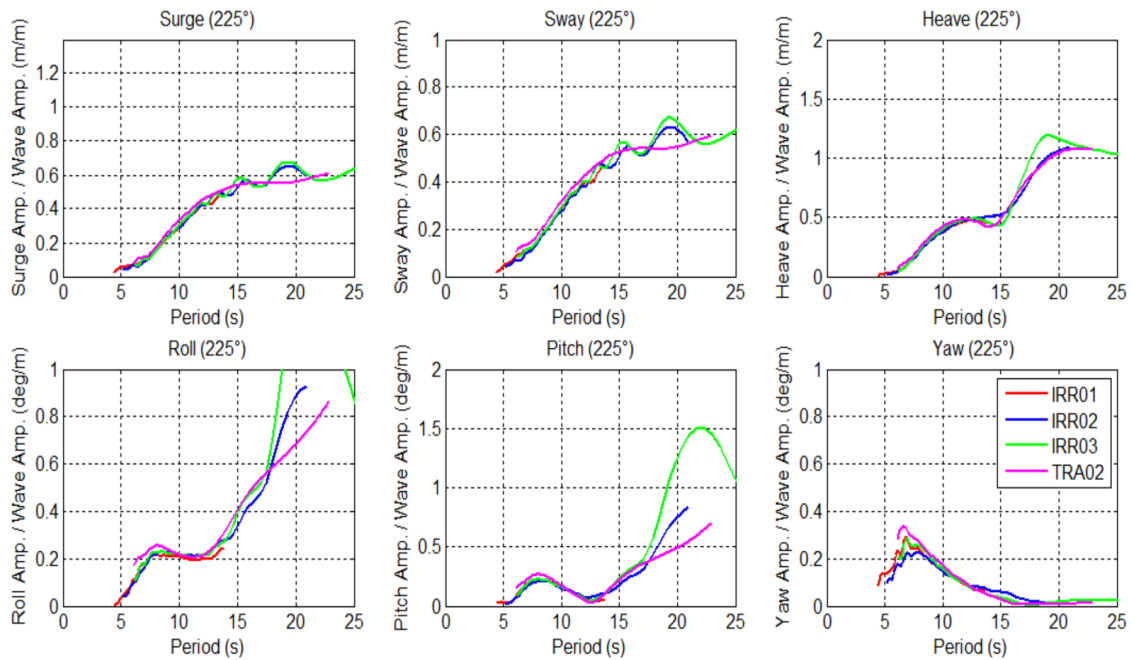 Surge (225°)
Surge Amp. / Wave Amp. (m/m)
1.2
1
0.8
0.6
0.4
0.2
0
0 5 10 15 20 25
Period (s)
Sway (225°)
Sway Amp. / Wave Amp. (m/m)
1
0.8
0.6
0.4
0.2
0
0 5 10 15 20 25
Period (s)
Heave (225°)
Heave Amp. / Wave Amp. (m/m)
2
1.5
1
0.5
0
0 5 10 15 20 25
Period (s)
Roll (225°)
Roll Amp. / Wave Amp. (deg/m)
1
0.8
0.6
0.4
0.2
0
0 5 10 15 20 25
Period (s)
Pitch (225°)
Pitch Amp. / Wave Amp. (deg/m)
2
1.5
1
0.5
0
0 5 10 15 20 25
Period (s)
Yaw (225°)
Yaw Amp. / Wave Amp. (deg/m)
1
0.8
0.6
0.4
0.2
0
0 5 10 15 20 25
Period (s)
IRR01
IRR02
IRR03
TRA02